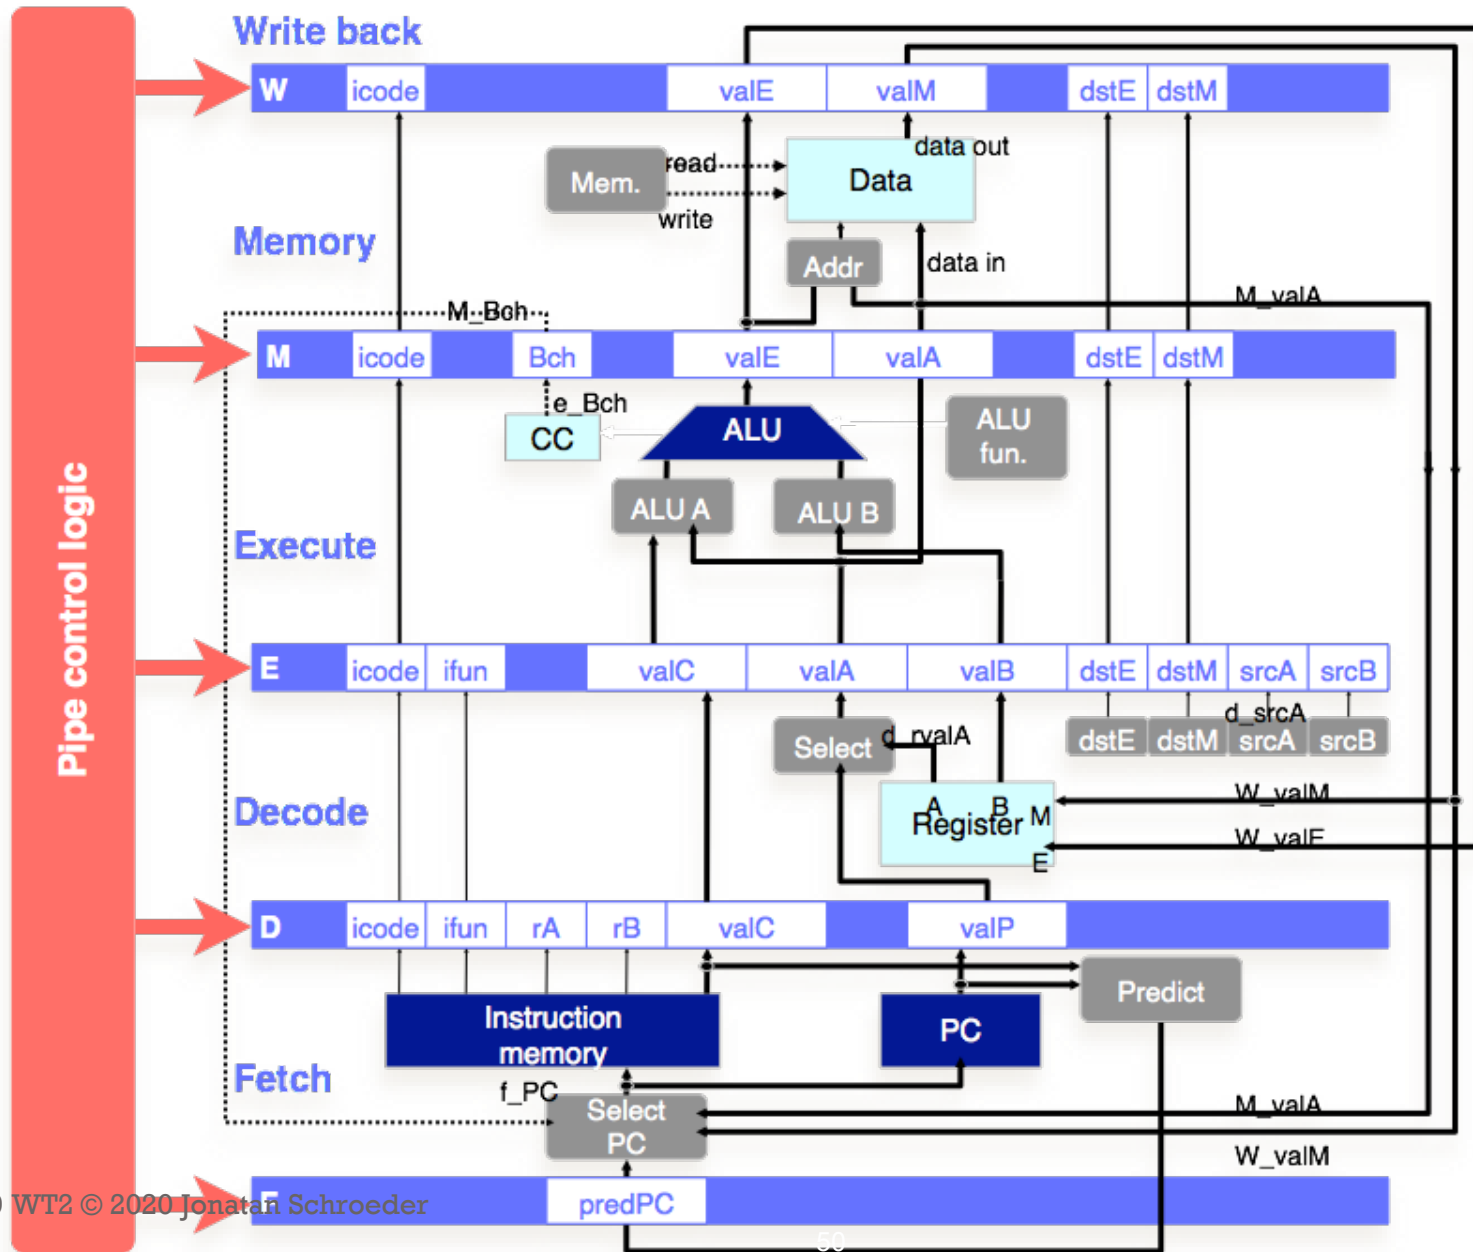 Pipe control logic
Write back
W icode valE valM dstE dstM
data out
read
Mem.
Data
write
Memory
Addr
data in
M_valA
M_Bch
M icode Bch valE valA dstE dstM
e_Bch
CC
ALU
ALU
fun.
ALU A
ALU B
Execute
E icode ifun valC valA valB dstE dstM srcA srcB
d_srcA
Select
d_rvalA
dstE dstM srcA srcB
A B M
Register
E
W_valM
W_valE
Decode
D icode ifun rA rB valC valP
Predict
Instruction
memory
PC
Fetch
f_PC
Select
PC
M_valA
W_valM
F predPC
WT2 © 2020 Jonatan Schroeder
50